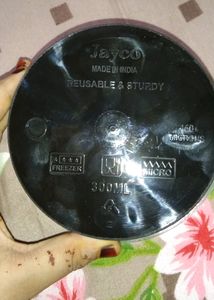 Jayco
MADE IN INDIA
REUSABLE & STURDY
FREEZER
MICRO
300ML